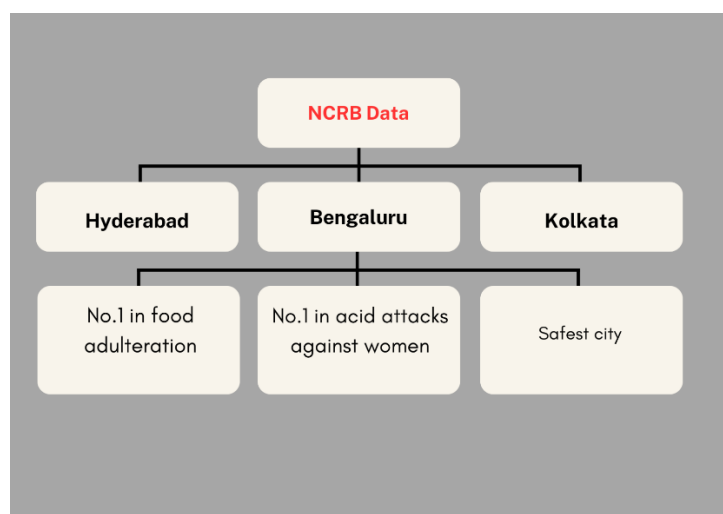 NCRB Data
Hyderabad
Bengaluru
Kolkata
No.1 in food
adulteration
No.1 in acid attacks
against women
Safest city